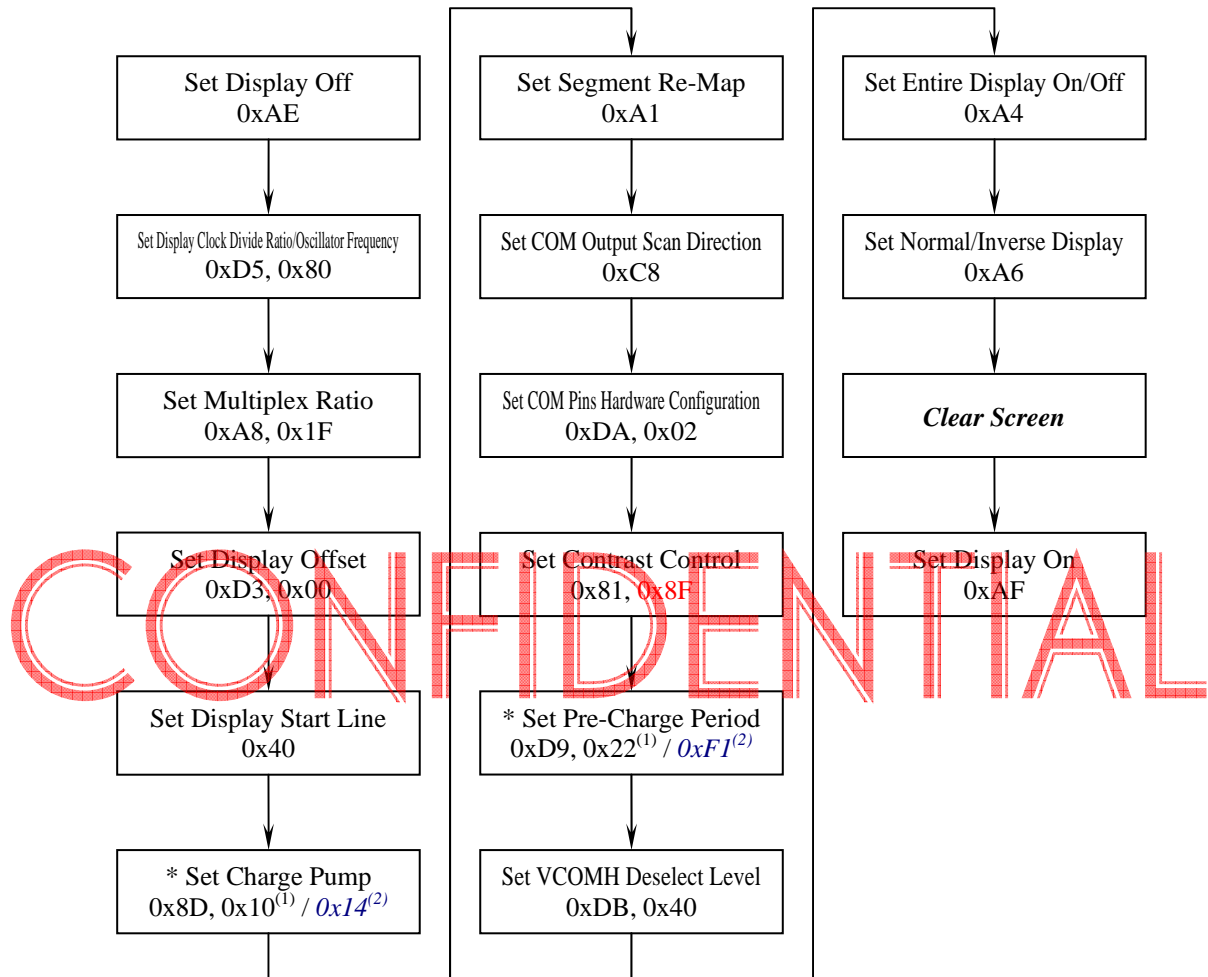 Set Display Off
0xAE
Set Display Clock Divide Ratio/Oscillator Frequency
0xD5, 0x80
Set Multiplex Ratio
0xA8, 0x1F
Set Display Offset
0xD3, 0x00
Set Display Start Line
0x40
* Set Charge Pump
0x8D, 0x10(1) / 0x14(2)
Set Segment Re-Map
0xA1
Set COM Output Scan Direction
0xC8
Set COM Pins Hardware Configuration
0xDA, 0x02
Set Contrast Control
0x81, 0x8F
* Set Pre-Charge Period
0xD9, 0x22(1) / 0xF1(2)
Set VCOMH Deselect Level
0xDB, 0x40
Set Entire Display On/Off
0xA4
Set Normal/Inverse Display
0xA6
Clear Screen
Set Display On
0xAF
CONFIDENTIAL